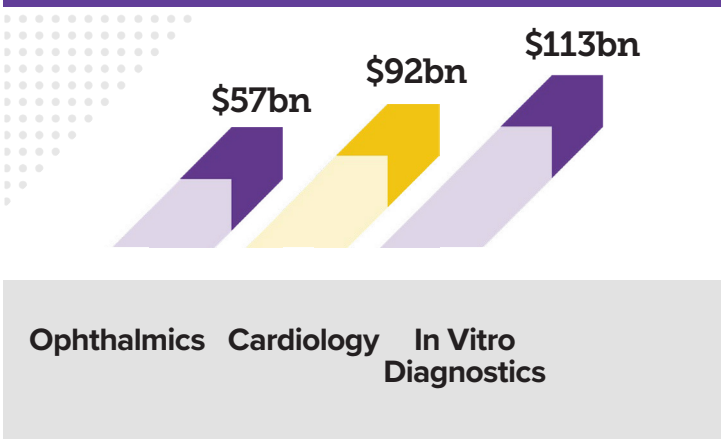 $113bn
$92bn
$57bn
Ophthalmics Cardiology In Vitro
Diagnostics